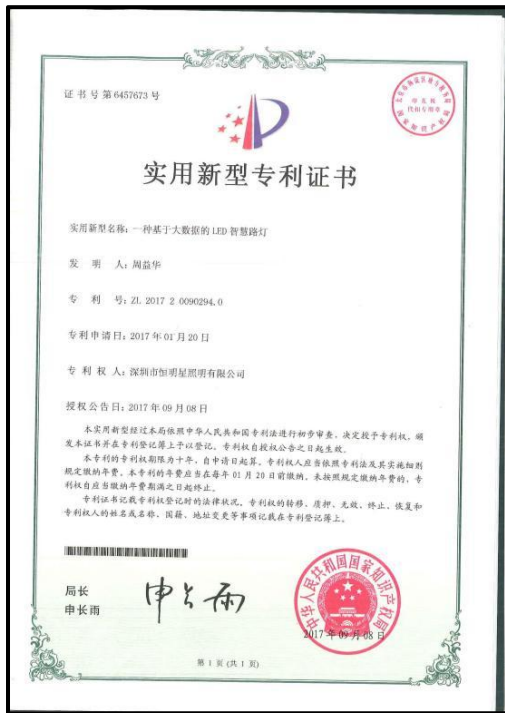 证书号第6457673号
实用新型专利证书
实用新型名称：一种基于大数据的LED智慧路灯
发明人：周益华
专利号：ZL 2017 2 0090294.0
专利申请日：2017年01月20日
专利权人：深圳市恒明星照明有限公司
授权公告日：2017年09月08日
本实用新型经过本局依照中华人民共和国专利法进行初步审查，决定授予专利权，颁
发本证书并在专利登记簿上予以登记。专利权自授权公告之日起生效。
本专利的专利权期限为十年，自申请日起算。专利权人应当依照专利法及其实施细则
规定缴纳年费。本专利的年费应当在每年01月20日前缴纳。未按照规定缴纳年费的，专
利权自应当缴纳年费期满之日起终止。
专利证书记载专利权登记时的法律状况。专利权的转移、质押、无效、终止、恢复和
专利权人的姓名或名称、国籍、地址变更等事项记载在专利登记簿上。
局长
申长雨
申长雨
中华人民共和国国家知识产权局
2017年09月08日
第1页(共1页)